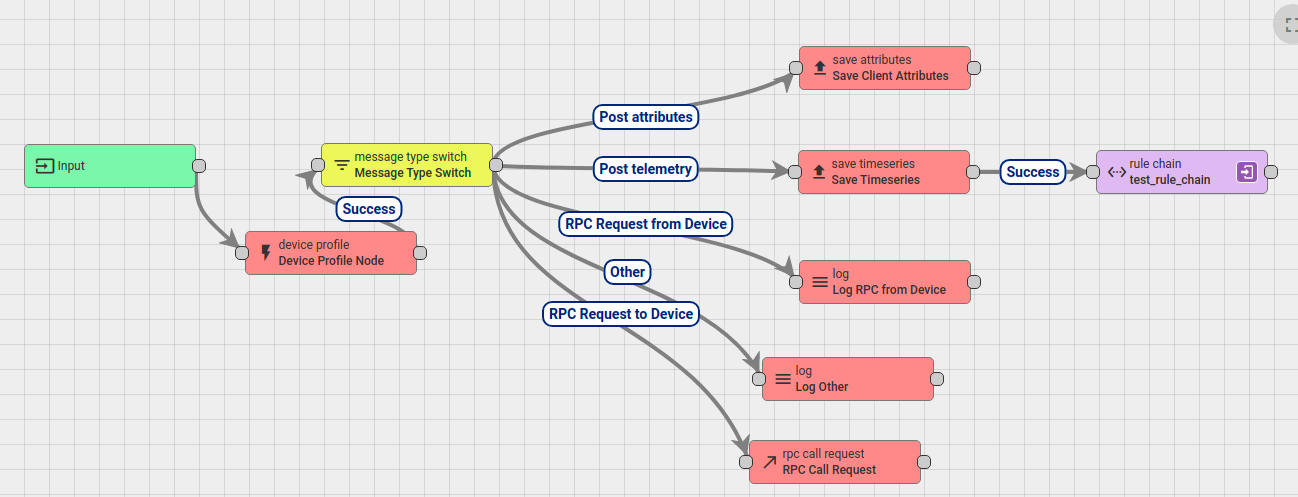 save attributes
Save Client Attributes
Post attributes
Input
message type switch
Message Type Switch
Post telemetry
save timeseries
Save Timeseries
Success
rule chain
test_rule_chain
Success
RPC Request from Device
device profile
Device Profile Node
Other
log
Log RPC from Device
RPC Request to Device
log
Log Other
rpc call request
RPC Call Request